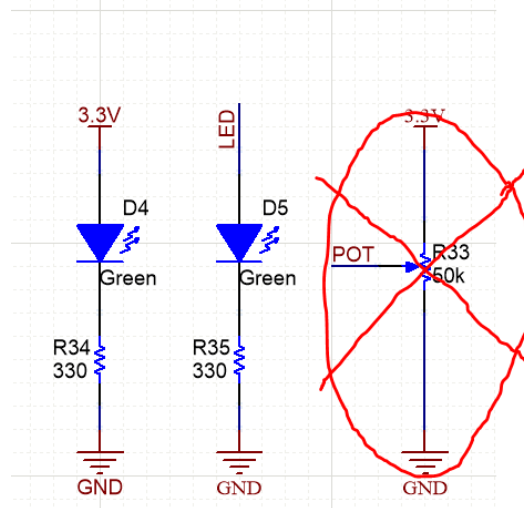 3.3V
LED
3.3V
D4
D5
POT
R33
50k
Green
Green
R34
330
R35
330
GND
GND
GND